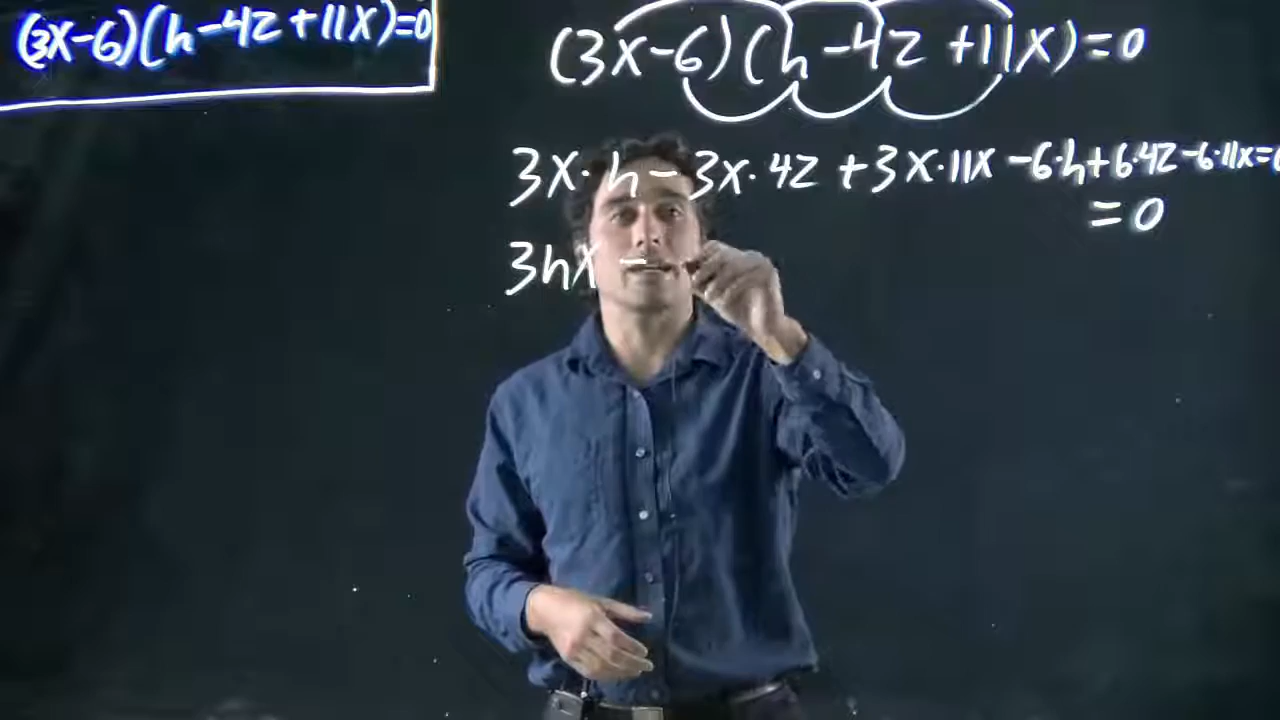 (3x-6)(h-4z+11x)=0
(3x-6)(h-4z+11x)=0
3x·h-3x·4z+3x·11x-6·h+6·4z-6·11x=0
=0
3hx-